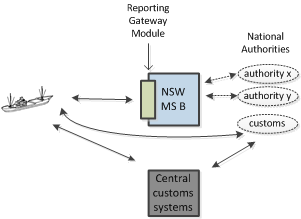 Reporting
Gateway
Module
National
Authorities
NSW
MS B
authority x
authority y
customs
Central
customs
systems